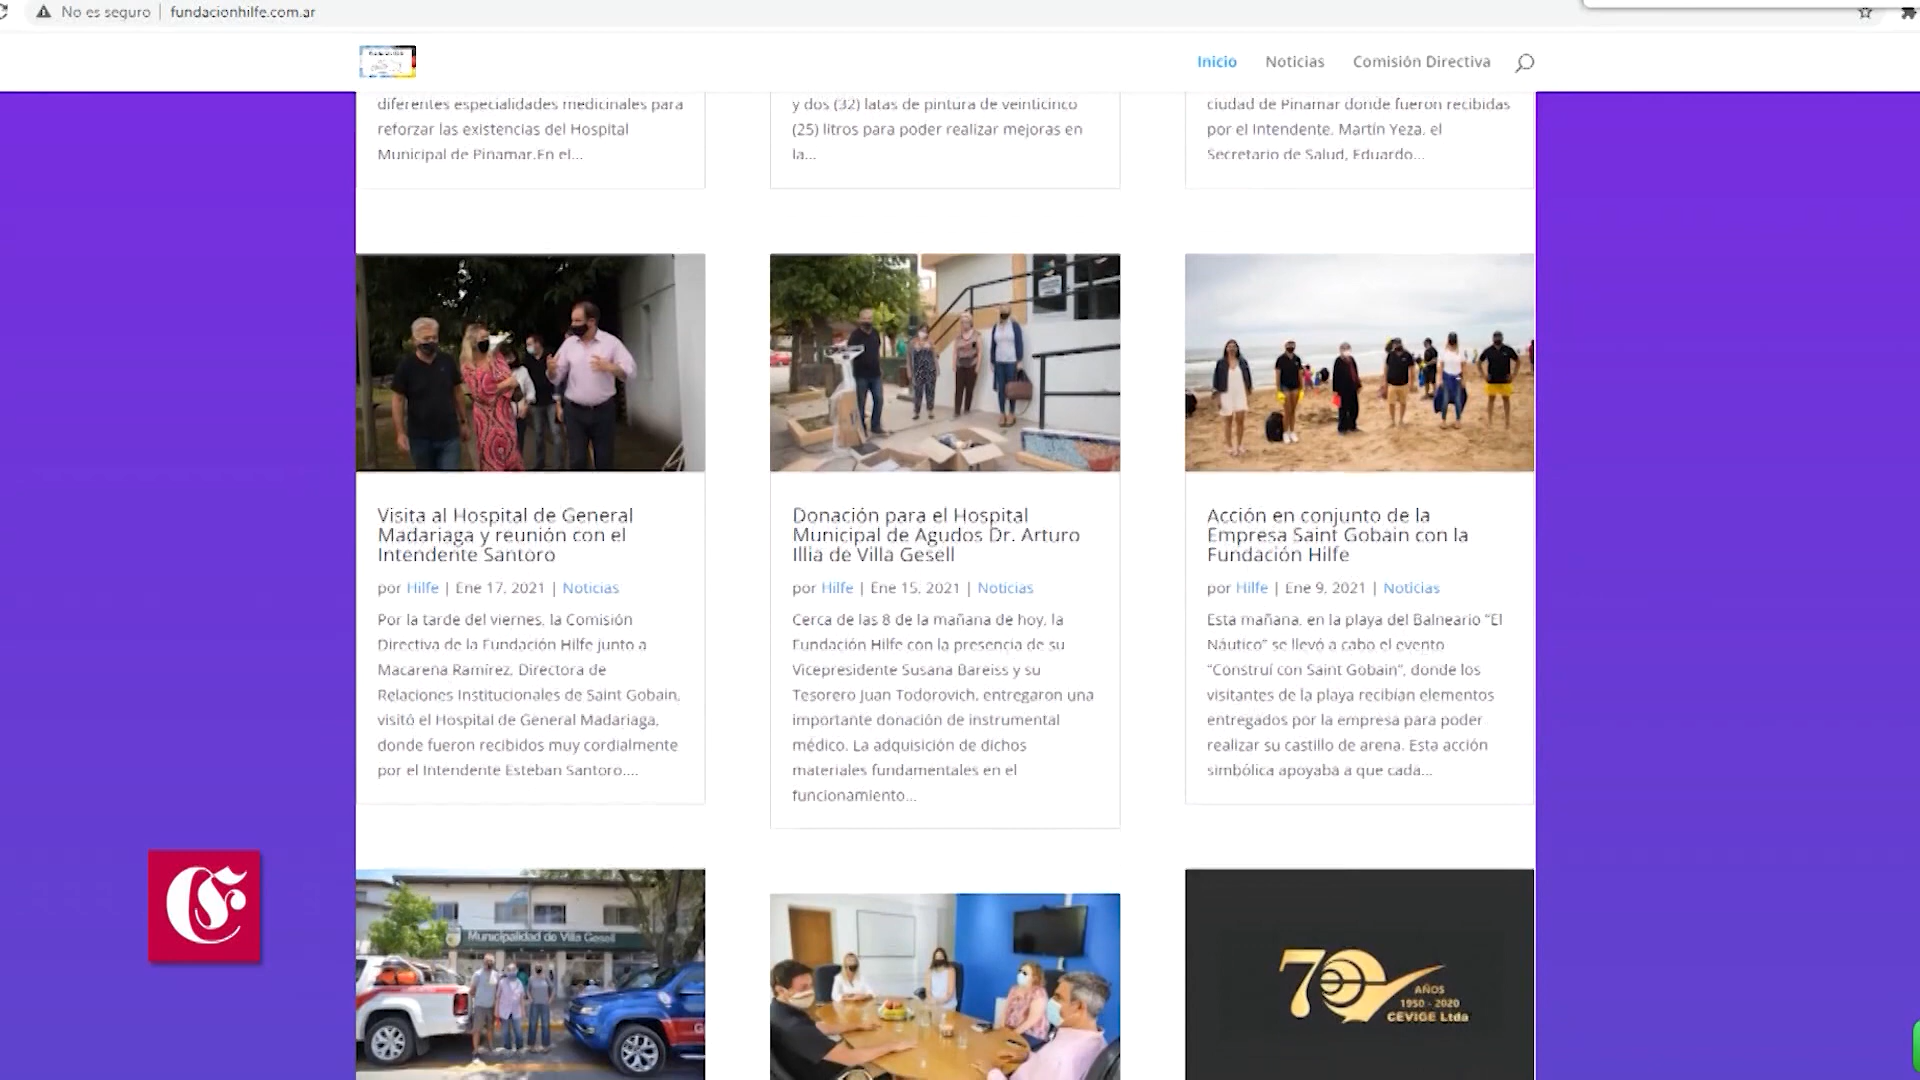 No es seguro
fundacionhilfe.com.ar
Inicio
Noticias
Comisión Directiva
diferentes especialidades medicinales para
reforzar las existencias del Hospital
Municipal de Pinamar.En el...
y dos (32) latas de pintura de veinticinco
(25) litros para poder realizar mejoras en
la...
ciudad de Pinamar donde fueron recibidas
por el Intendente, Martín Yeza, el
Secretario de Salud, Eduardo...
Visita al Hospital de General
Madariaga y reunión con el
Intendente Santoro
por Hilfe | Ene 17, 2021 | Noticias
Por la tarde del viernes, la Comisión
Directiva de la Fundación Hilfe junto a
Macarena Ramírez, Directora de
Relaciones Institucionales de Saint Gobain,
visitó el Hospital de General Madariaga,
donde fueron recibidos muy cordialmente
por el Intendente Esteban Santoro....
Donación para el Hospital
Municipal de Agudos Dr. Arturo
Illia de Villa Gesell
por Hilfe | Ene 15, 2021 | Noticias
Cerca de las 8 de la mañana de hoy, la
Fundación Hilfe con la presencia de su
Vicepresidente Susana Bareiss y su
Tesorero Juan Todorovich, entregaron una
importante donación de instrumental
médico. La adquisición de dichos
materiales fundamentales en el
funcionamiento...
Acción en conjunto de la
Empresa Saint Gobain con la
Fundación Hilfe
por Hilfe | Ene 9, 2021 | Noticias
Esta mañana, en la playa del Balneario “El
Náutico” se llevó a cabo el evento
“Construí con Saint Gobain”, donde los
visitantes de la playa recibían elementos
entregados por la empresa para poder
realizar su castillo de arena. Esta acción
simbólica apoyaba a que cada...
Municipalidad de Villa Gesell
70
AÑOS
1950 - 2020
CEVIGE Ltda